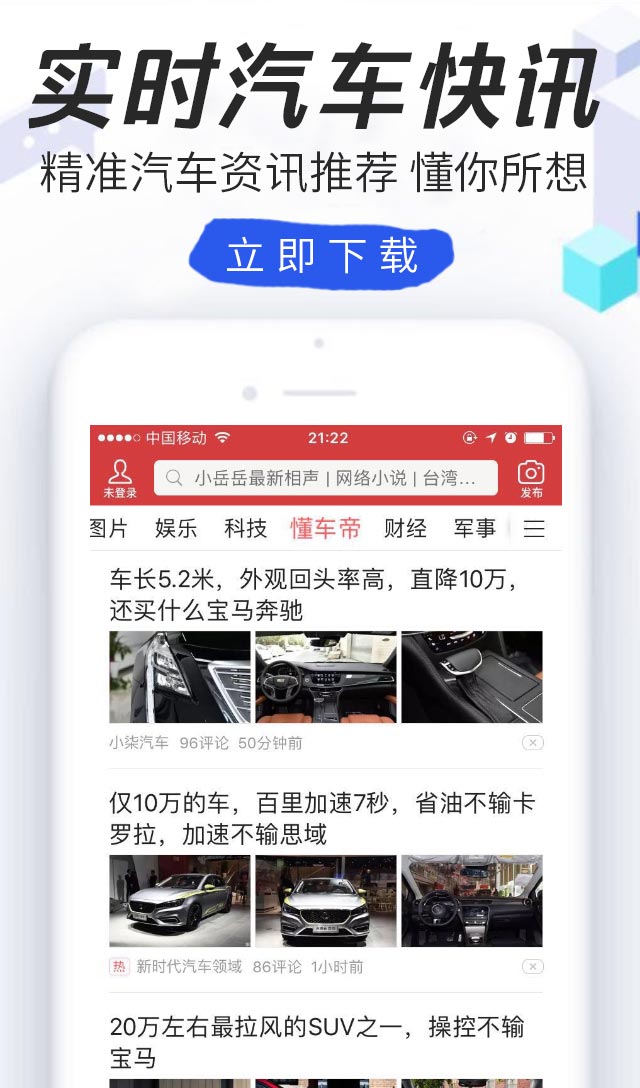 实时汽车快讯
精准汽车资讯推荐 懂你所想
立即下载
中国移动 21:22
未登录 小岳岳最新相声 | 网络小说 | 台湾... 发布
图片 娱乐 科技 懂车帝 财经 军事
车长5.2米，外观回头率高，直降10万，
还买什么宝马奔驰
小柒汽车 96评论 50分钟前
仅10万的车，百里加速7秒，省油不输卡
罗拉，加速不输思域
热 新时代汽车领域 86评论 1小时前
20万左右最拉风的SUV之一，操控不输
宝马